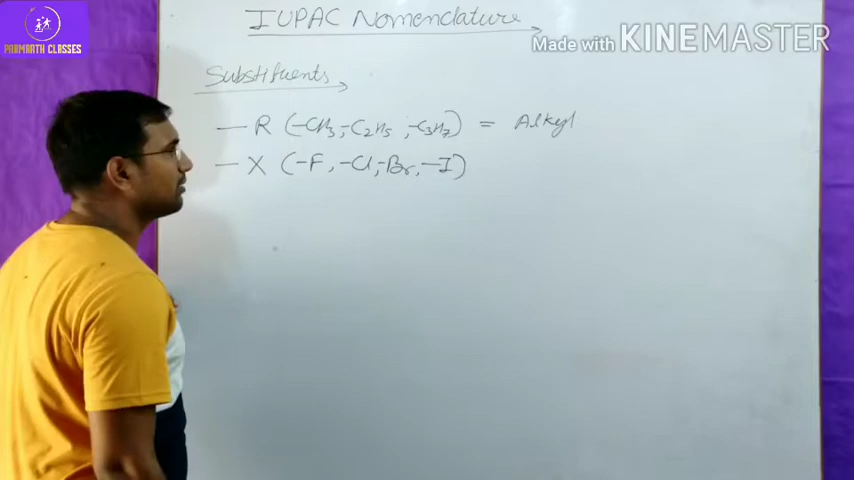 PARMARTH CLASSES
IUPAC Nomenclature
Made with KINEMASTER
Substituents
— R (-CH3, -C2H5, -C3H7) = Alkyl
— X (-F, -Cl, -Br, -I)